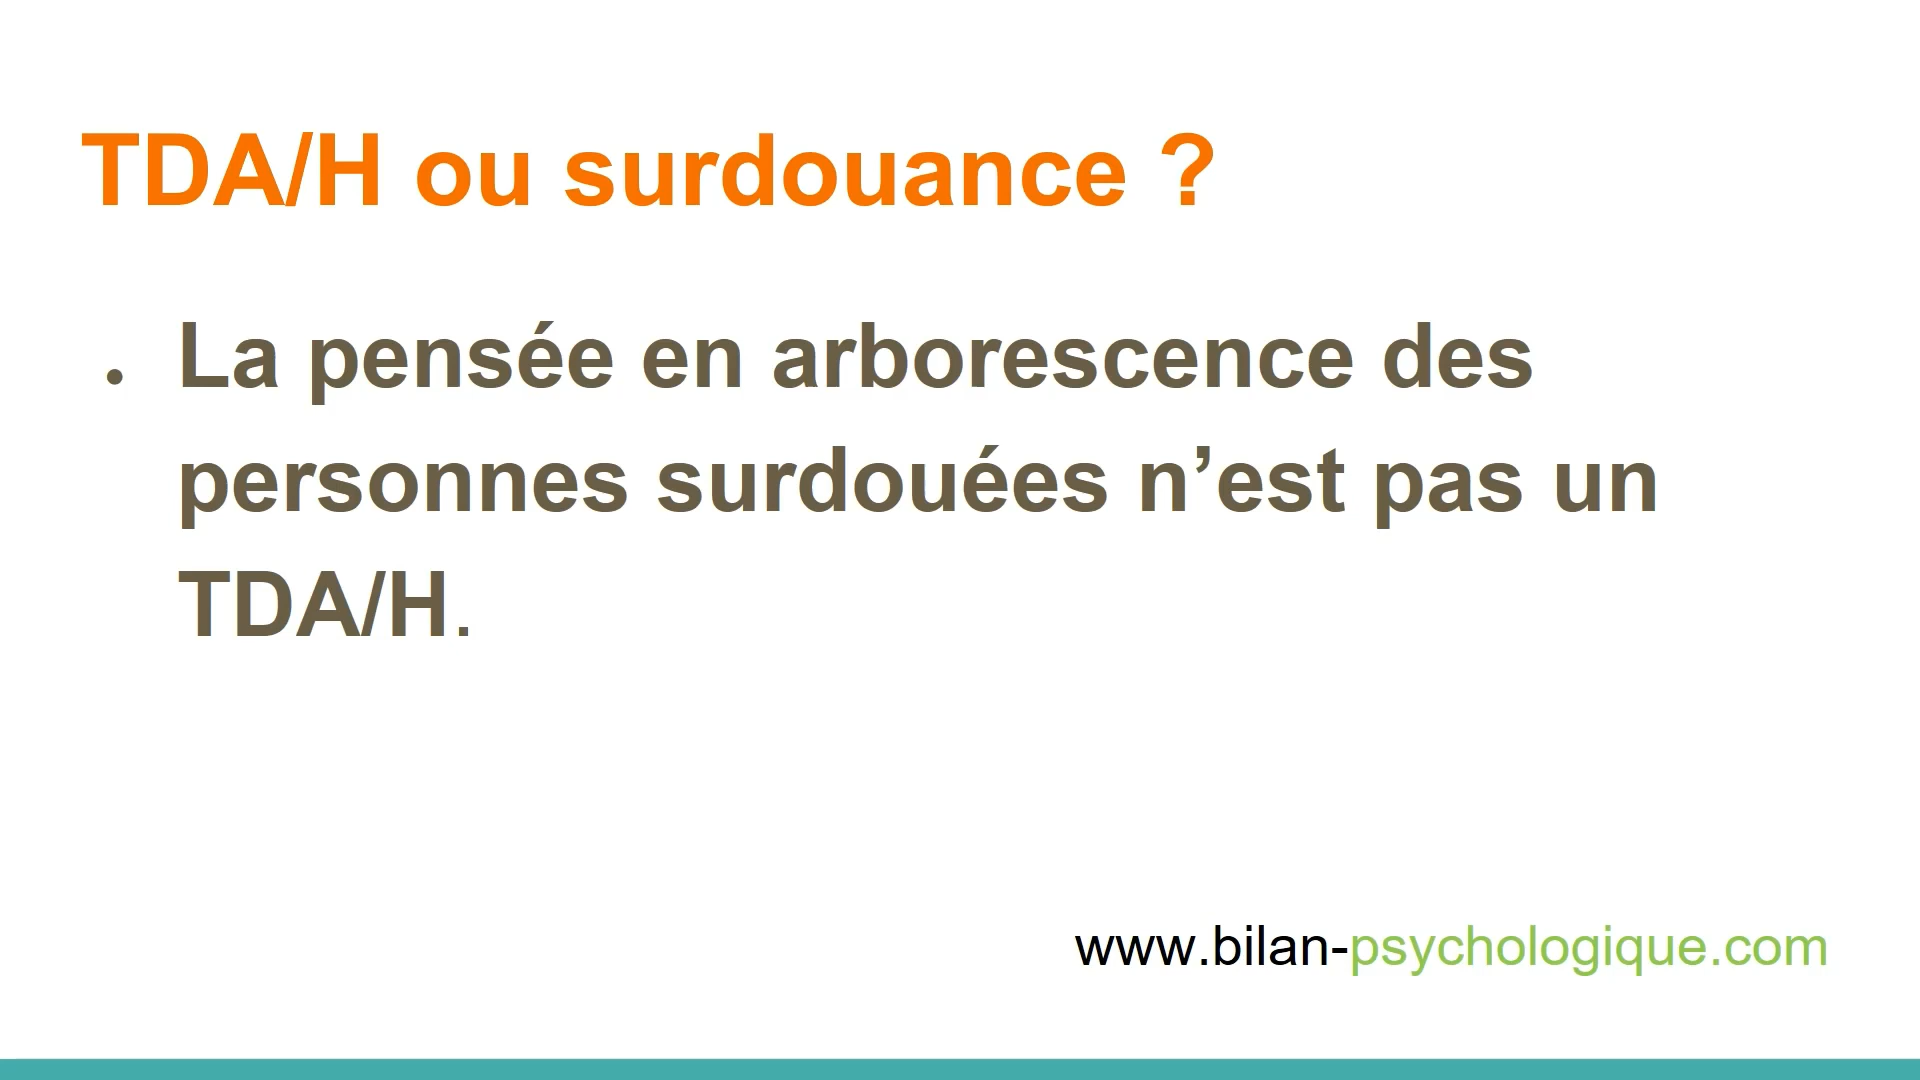 TDA/H ou surdouance ?
• La pensée en arborescence des
personnes surdouées n’est pas un
TDA/H.
www.bilan-psychologique.com